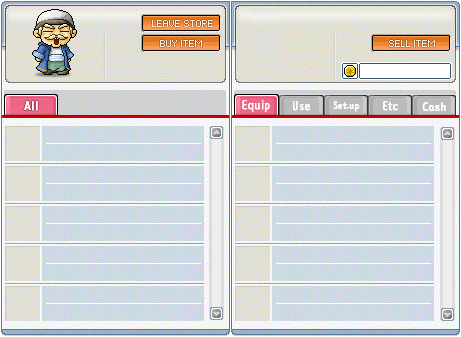 LEAVE STORE
BUY ITEM
SELL ITEM
All
Equip Use Set-up Etc Cash